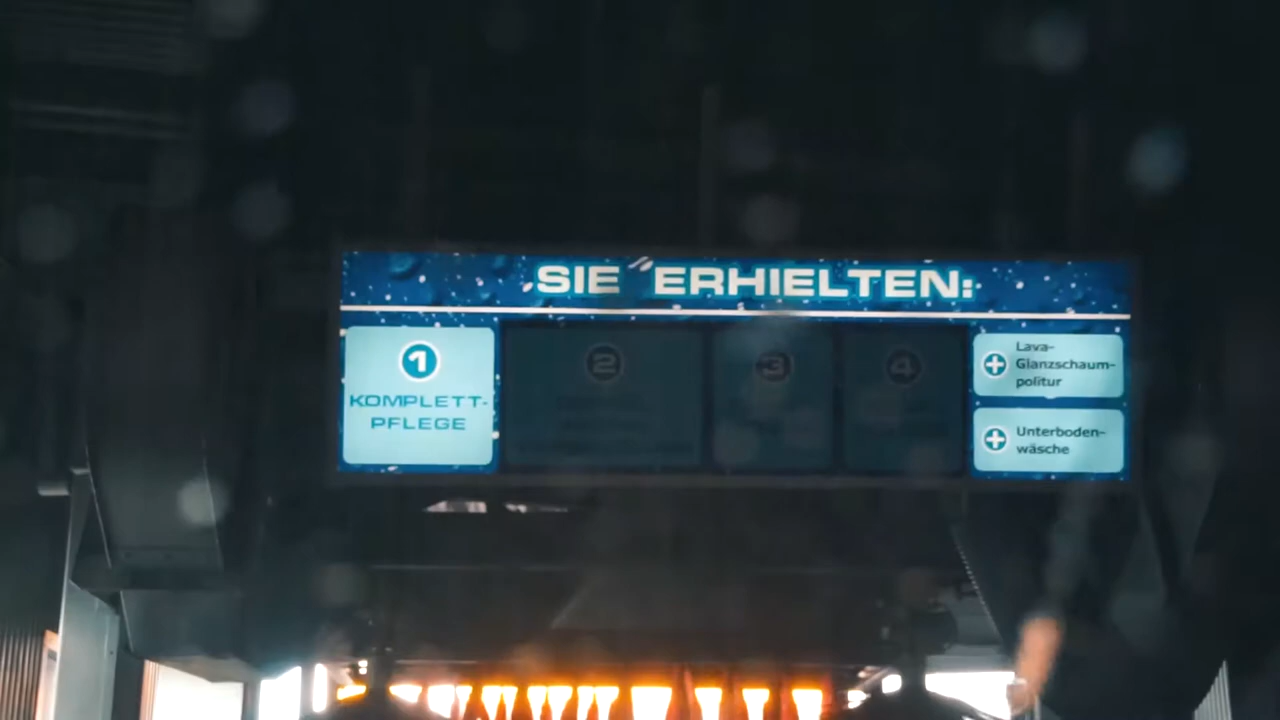 SIE ERHIELTEN:
1
KOMPLETT-
PFLEGE
2
3
4
+ Lava-
Glanzschaum-
politur
+ Unterboden-
wäsche